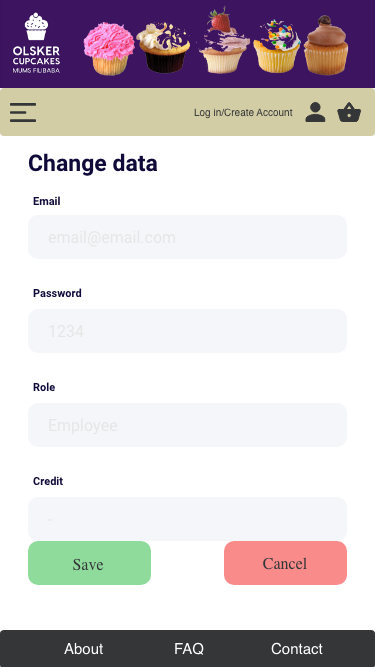 OLSKER
CUPCAKES
MUMS FILIBABA
Log in/Create Account
Change data
Email
email@email.com
Password
1234
Role
Employee
Credit
-
Save
Cancel
About
FAQ
Contact